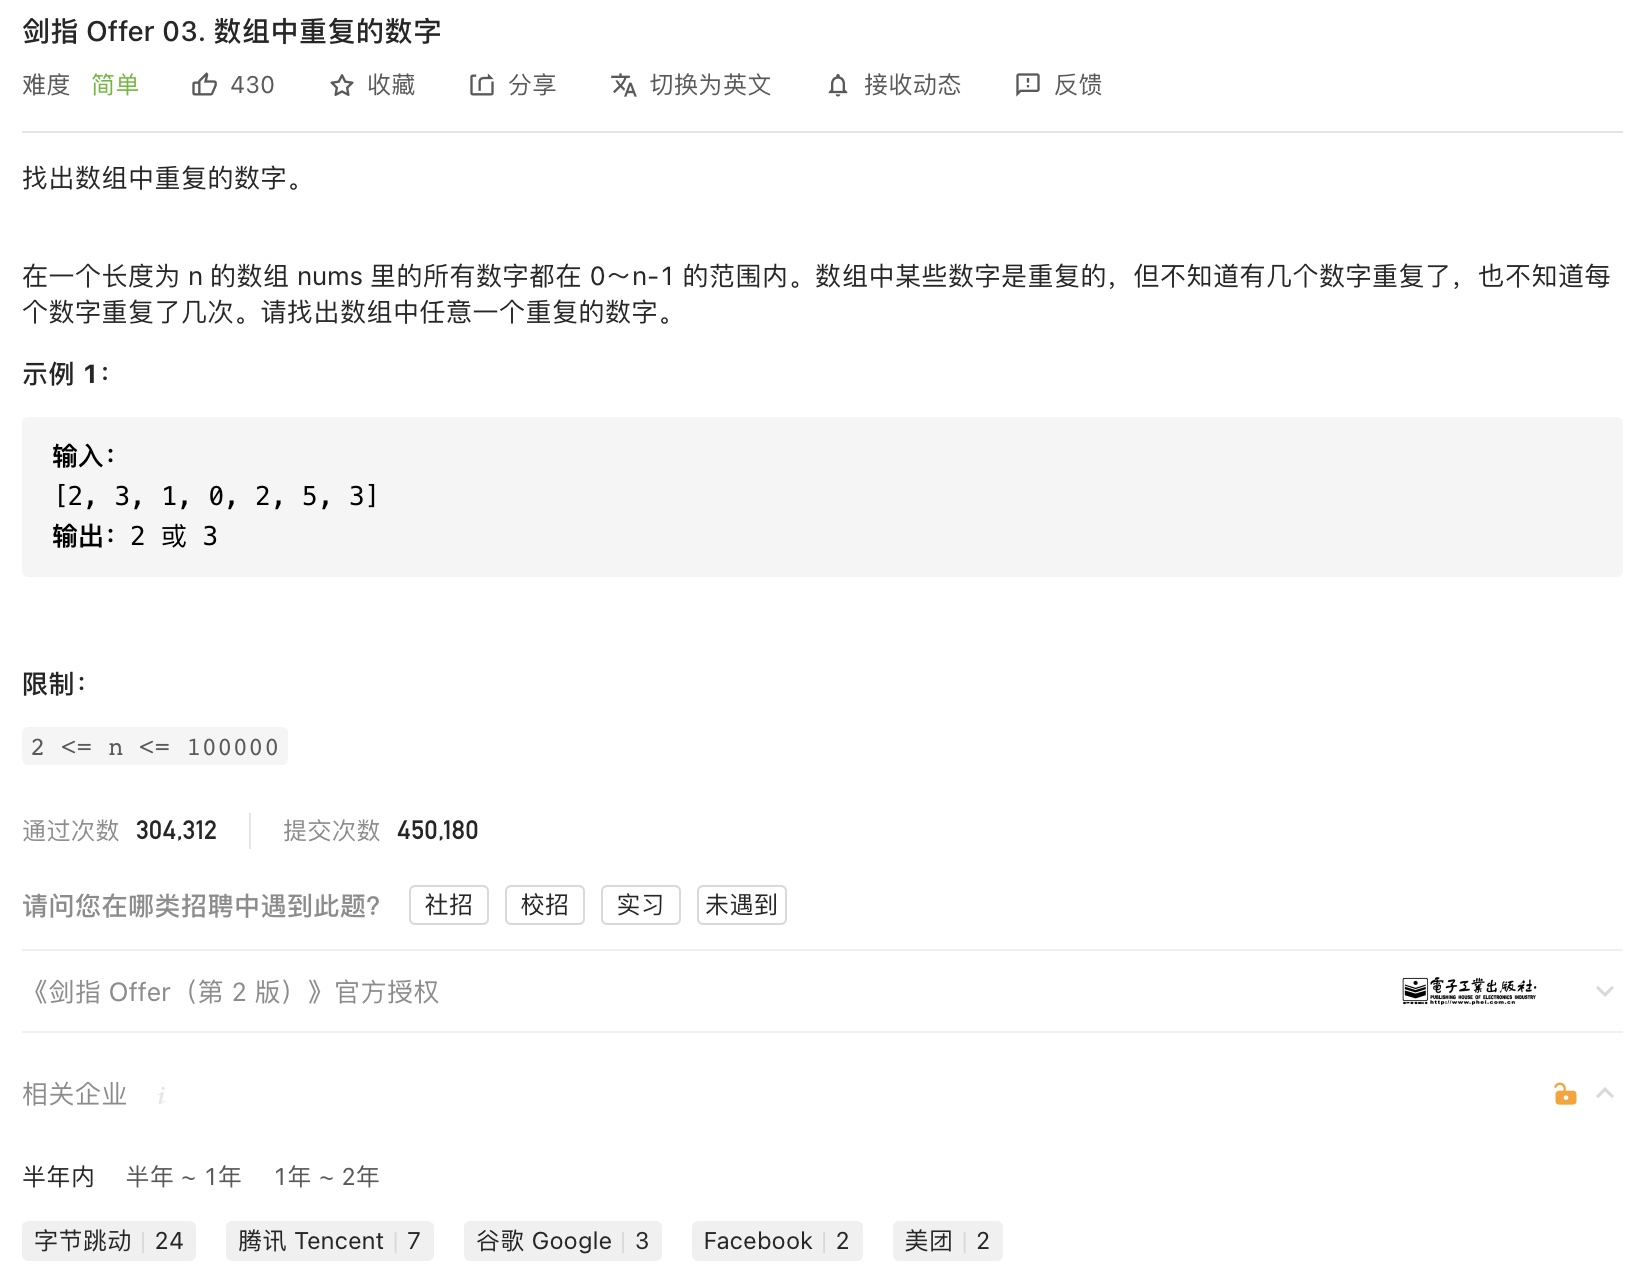 剑指 Offer 03. 数组中重复的数字
难度 简单 430 收藏 分享 切换为英文 接收动态 反馈
找出数组中重复的数字。
在一个长度为 n 的数组 nums 里的所有数字都在 0～n-1 的范围内。数组中某些数字是重复的，但不知道有几个数字重复了，也不知道每
个数字重复了几次。请找出数组中任意一个重复的数字。
示例 1：
输入：
[2, 3, 1, 0, 2, 5, 3]
输出：2 或 3
限制：
2 <= n <= 100000
通过次数 304,312 提交次数 450,180
请问您在哪类招聘中遇到此题? 社招 校招 实习 未遇到
《剑指 Offer（第 2 版）》官方授权
電子工業出版社
PUBLISHING HOUSE OF ELECTRONICS INDUSTRY
http://www.phei.com.cn
相关企业 i
半年内 半年 ~ 1年 1年 ~ 2年
字节跳动 24 腾讯 Tencent 7 谷歌 Google 3 Facebook 2 美团 2